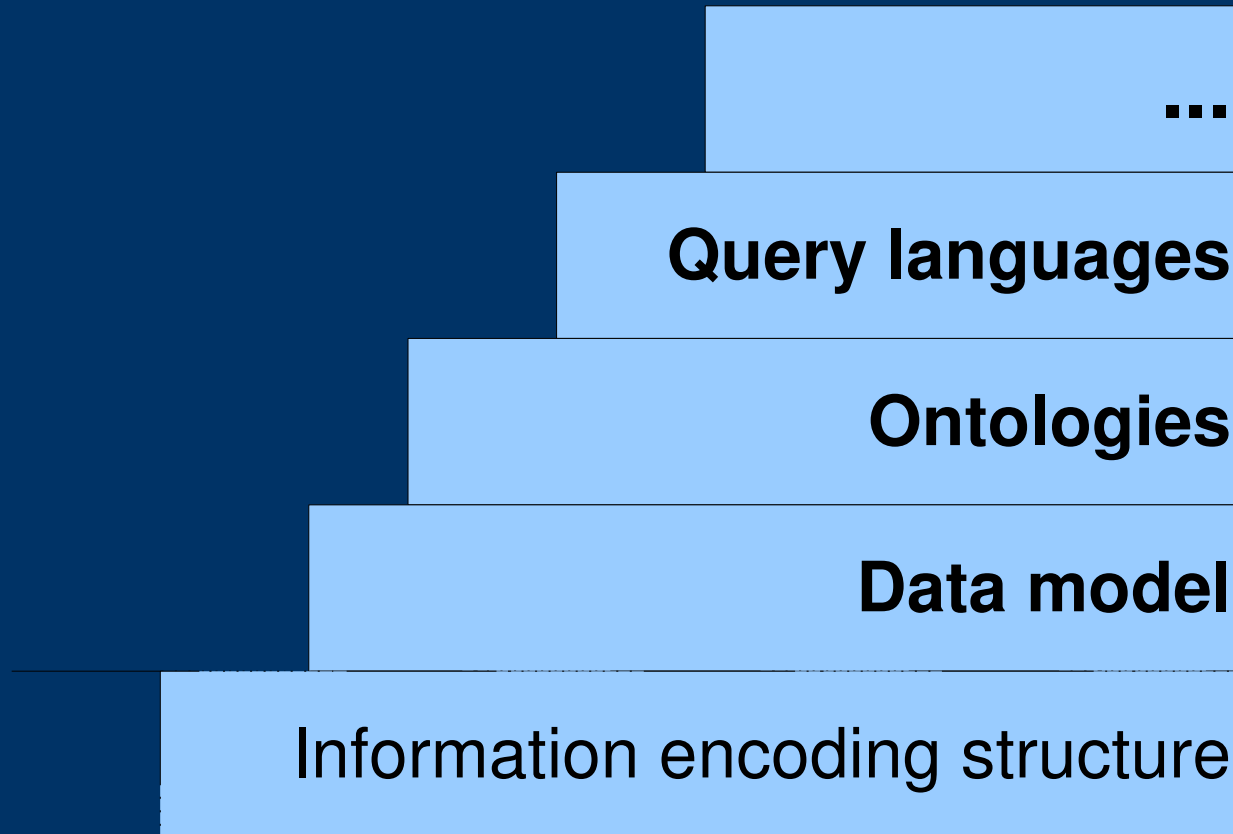 ...
Query languages
Ontologies
Data model
Information encoding structure